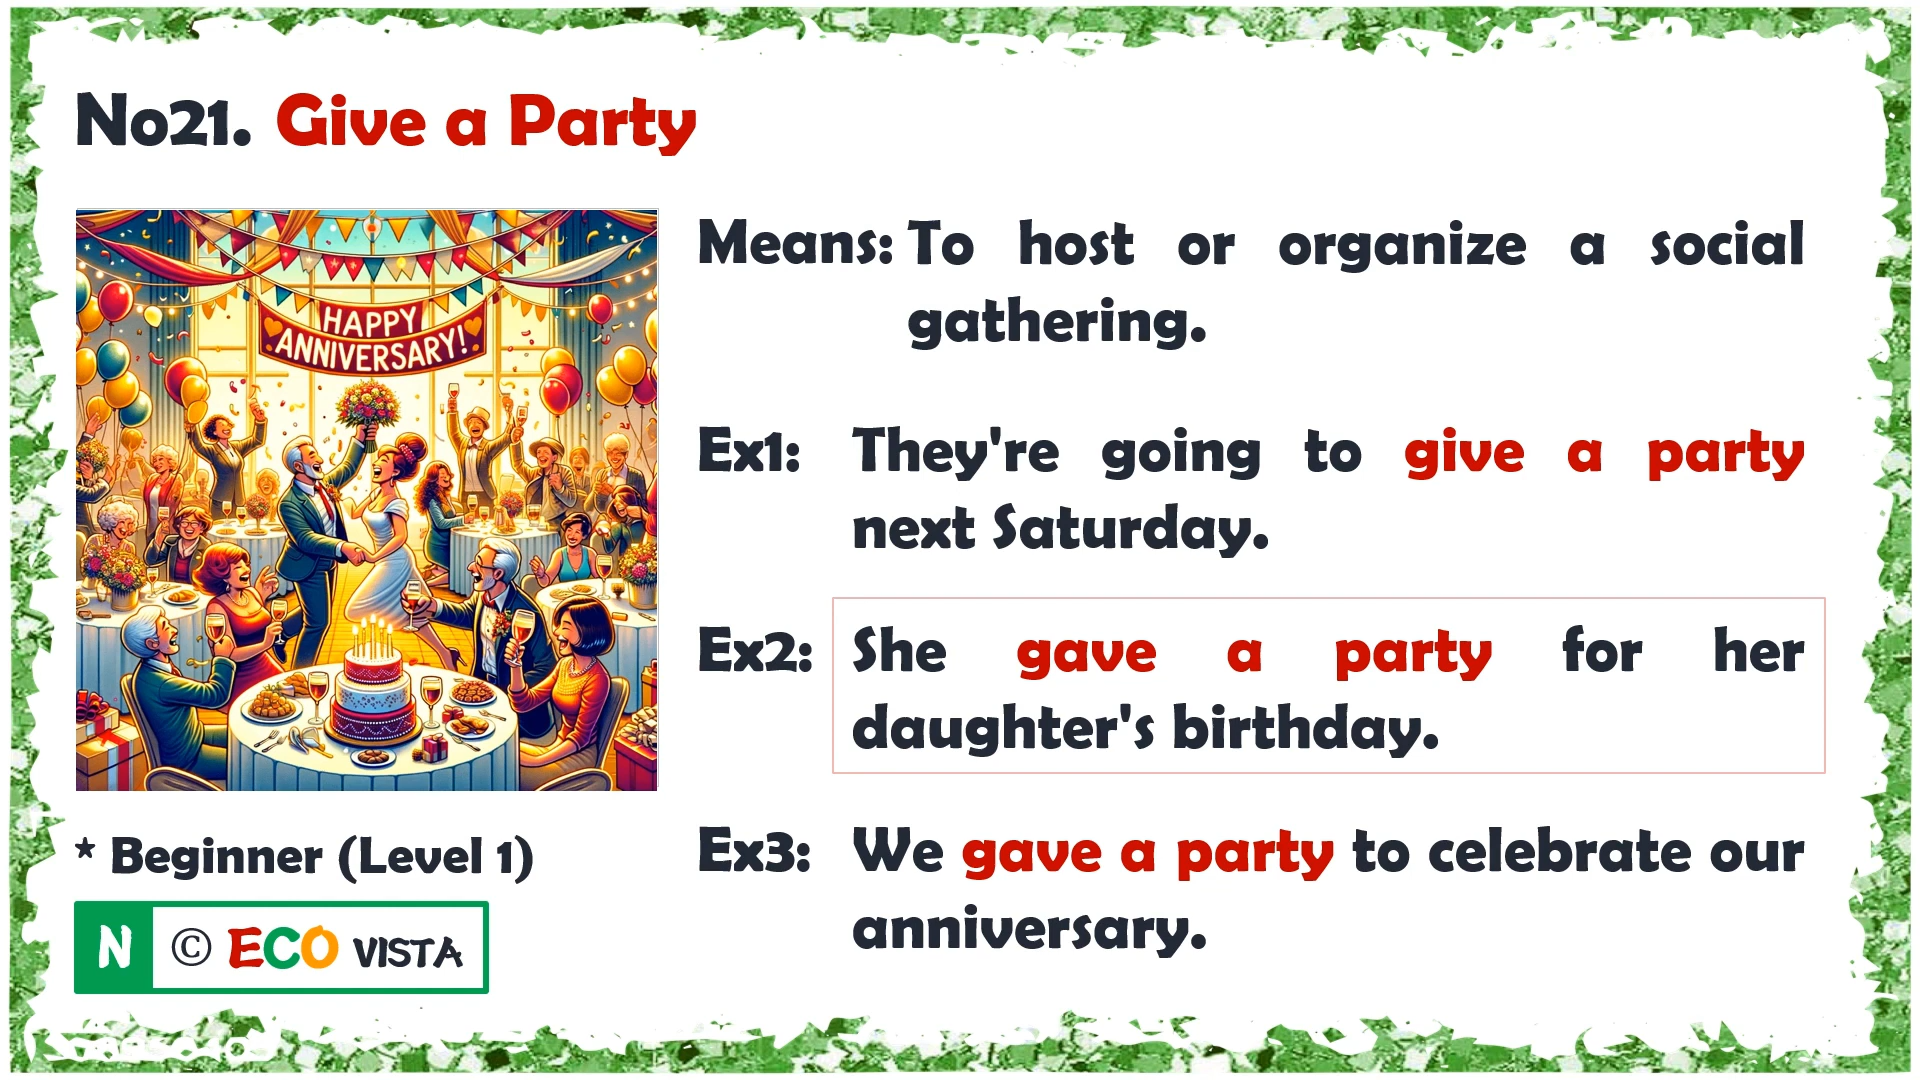 No21. Give a Party
HAPPY
ANNIVERSARY!
Means: To host or organize a social
gathering.
Ex1: They're going to give a party
next Saturday.
Ex2: She gave a party for her
daughter's birthday.
Ex3: We gave a party to celebrate our
anniversary.
* Beginner (Level 1)
N © ECO VISTA